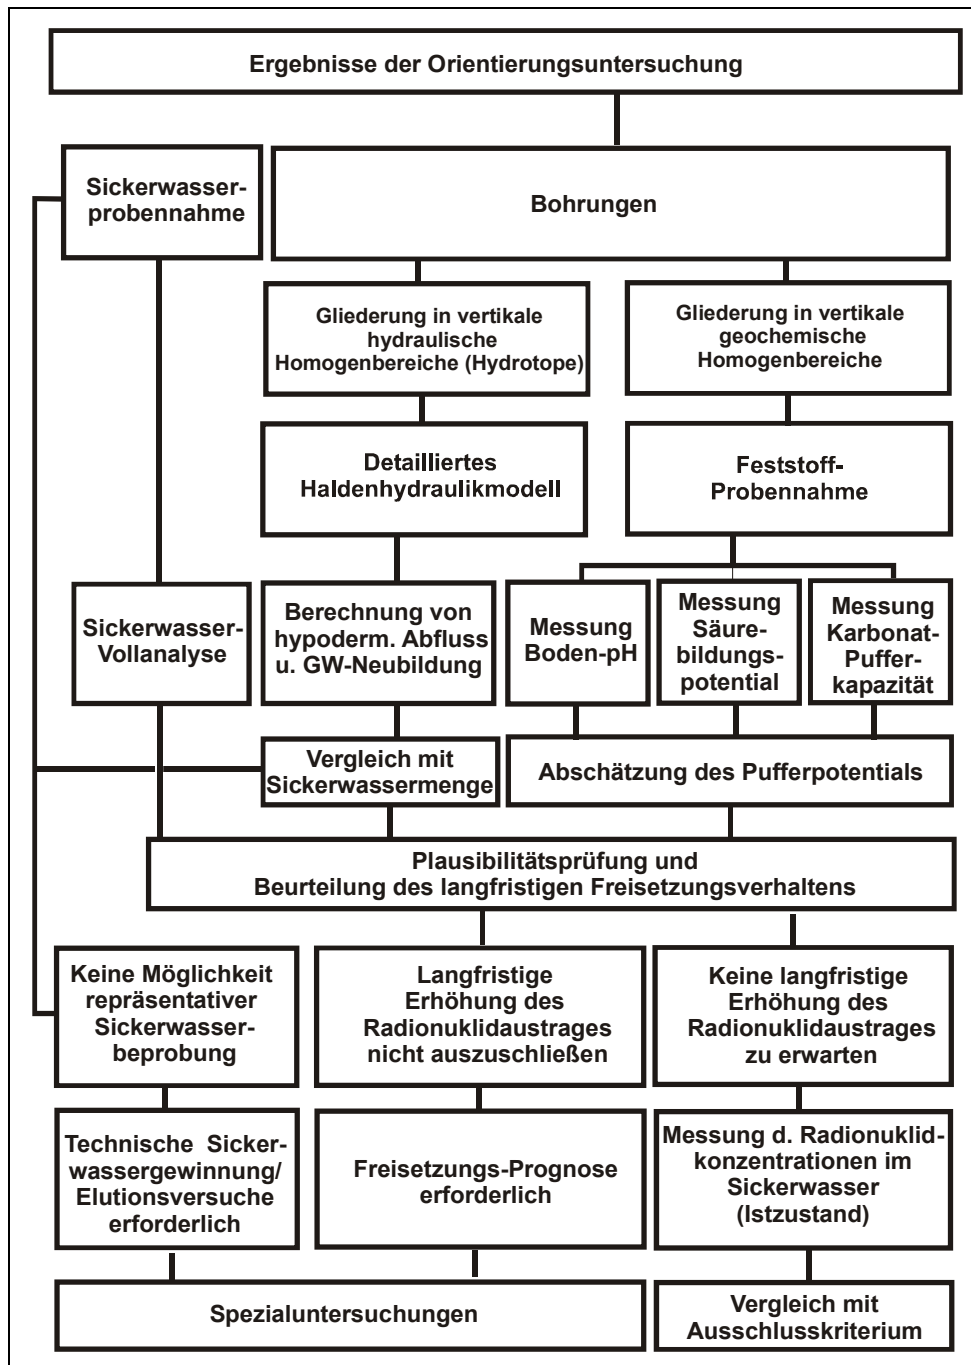 Ergebnisse der Orientierungsuntersuchung
Sickerwasser-
probennahme
Bohrungen
Gliederung in vertikale
hydraulische
Homogenbereiche (Hydrotope)
Gliederung in vertikale
geochemische
Homogenbereiche
Detailliertes
Haldenhydraulikmodell
Feststoff-
Probennahme
Sickerwasser-
Vollanalyse
Berechnung von
hypoderm. Abfluss
u. GW-Neubildung
Messung
Boden-pH
Messung
Säure-
bildungs-
potential
Messung
Karbonat-
Puffer-
kapazität
Vergleich mit
Sickerwassermenge
Abschätzung des Pufferpotentials
Plausibilitätsprüfung und
Beurteilung des langfristigen Freisetzungsverhaltens
Keine Möglichkeit
repräsentativer
Sickerwasser-
beprobung
Langfristige
Erhöhung des
Radionuklidaustrages
nicht auszuschließen
Keine langfristige
Erhöhung des
Radionuklidaustrages
zu erwarten
Technische Sicker-
wassergewinnung/
Elutionsversuche
erforderlich
Freisetzungs-Prognose
erforderlich
Messung d. Radionuklid-
konzentrationen im
Sickerwasser
(Istzustand)
Spezialuntersuchungen
Vergleich mit
Ausschlusskriterium